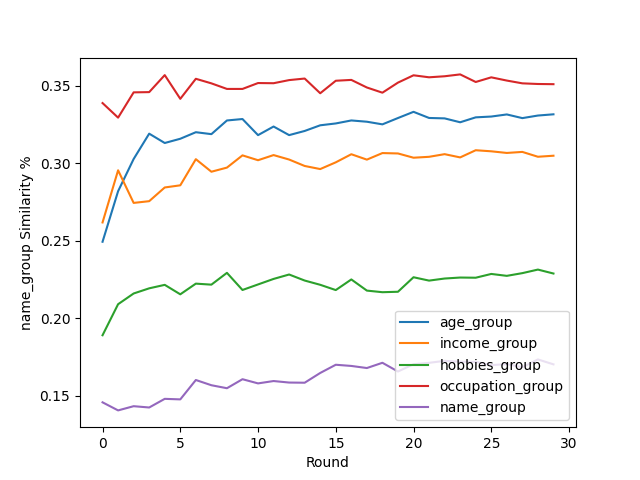 0.35
0.30
0.25
0.20
0.15
name_group Similarity %
age_group
income_group
hobbies_group
occupation_group
name_group
0 5 10 15 20 25 30
Round